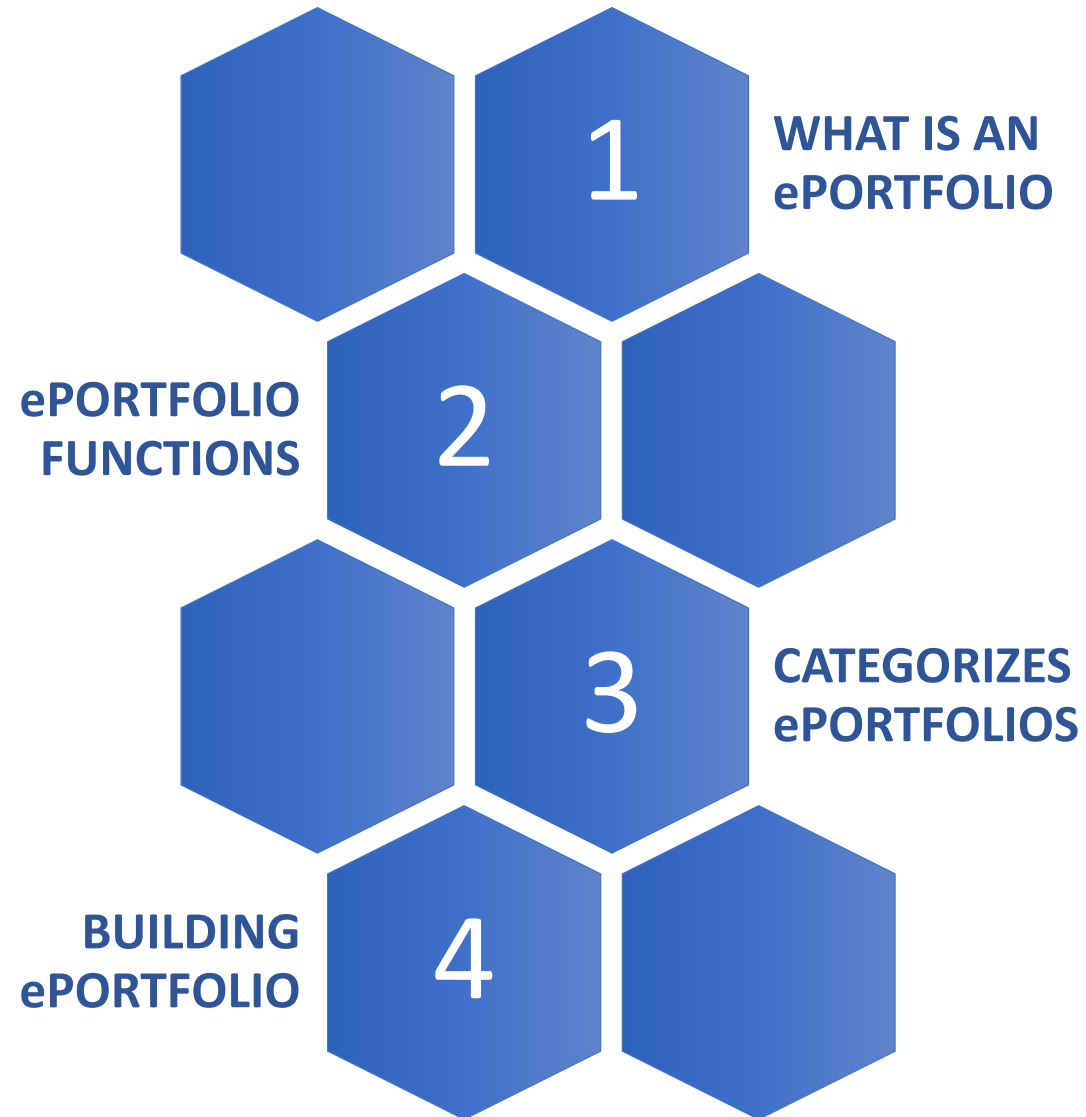 1
WHAT IS AN
ePORTFOLIO
ePORTFOLIO
FUNCTIONS
2
3
CATEGORIZES
ePORTFOLIOS
BUILDING
ePORTFOLIO
4